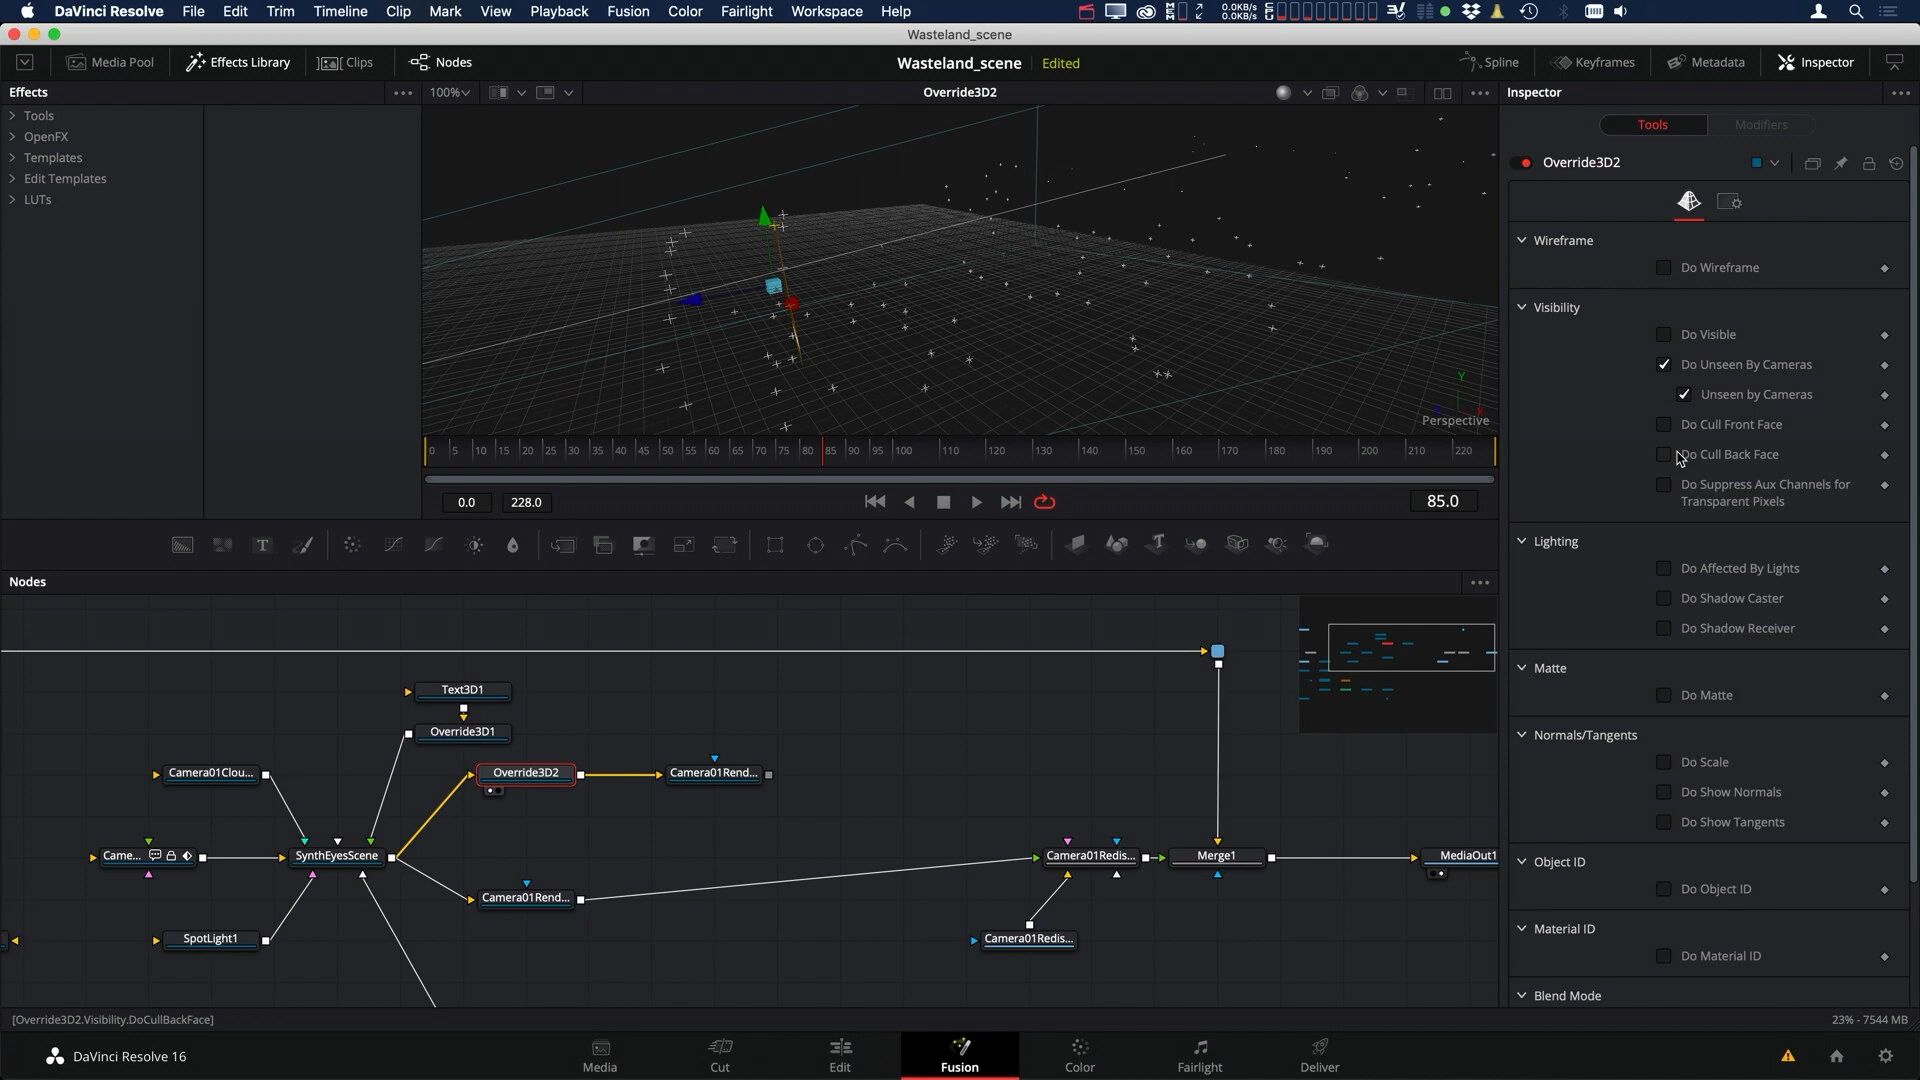 DaVinci Resolve File Edit Trim Timeline Clip Mark View Playback Fusion Color Fairlight Workspace Help
0.0KB/s
0.0KB/s
Wasteland_scene
Media Pool Effects Library Clips Nodes Wasteland_scene Edited Spline Keyframes Metadata Inspector
Effects 100% Override3D2 Inspector
Tools
OpenFX
Templates
Edit Templates
LUTs
Y
Perspective
0 5 10 15 20 25 30 35 40 45 50 55 60 65 70 75 80 85 90 95 100 110 120 130 140 150 160 170 180 190 200 210 220
0.0 228.0 85.0
Tools Modifiers
Override3D2
Wireframe
Do Wireframe
Visibility
Do Visible
Do Unseen By Cameras
Unseen by Cameras
Do Cull Front Face
Do Cull Back Face
Do Suppress Aux Channels for
Transparent Pixels
Lighting
Do Affected By Lights
Do Shadow Caster
Do Shadow Receiver
Matte
Do Matte
Normals/Tangents
Do Scale
Do Show Normals
Do Show Tangents
Object ID
Do Object ID
Material ID
Do Material ID
Blend Mode
Nodes
Text3D1
Override3D1
Camera01Clou... Override3D2 Camera01Rend...
Came... SynthEyesScene Camera01Redis... Merge1 MediaOut1
Camera01Rend...
SpotLight1 Camera01Redis...
[Override3D2.Visibility.DoCullBackFace] 23% - 7544 MB
DaVinci Resolve 16 Media Cut Edit Fusion Color Fairlight Deliver